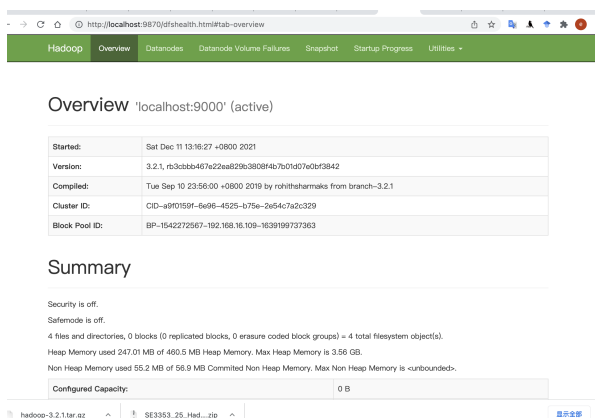 http://localhost:9870/dfshealth.html#tab-overview
Hadoop Overview Datanodes Datanode Volume Failures Snapshot Startup Progress Utilities
Overview 'localhost:9000' (active)
Started: Sat Dec 11 13:16:27 +0800 2021
Version: 3.2.1, rb3cbbb467e22ea829b3808f4b7b01d07e0bf3842
Compiled: Tue Sep 10 23:56:00 +0800 2019 by rohithsharmaks from branch-3.2.1
Cluster ID: CID-a9f0159f-6e96-4525-b75e-2e54c7a2c329
Block Pool ID: BP-1542272567-192.168.16.109-1639199737363
Summary
Security is off.
Safemode is off.
4 files and directories, 0 blocks (0 replicated blocks, 0 erasure coded block groups) = 4 total filesystem object(s).
Heap Memory used 247.01 MB of 460.5 MB Heap Memory. Max Heap Memory is 3.56 GB.
Non Heap Memory used 55.2 MB of 56.9 MB Commited Non Heap Memory. Max Non Heap Memory is <unbounded>.
Configured Capacity: 0 B
hadoop-3.2.1.tar.gz SE3353_25_Had....zip 显示全部